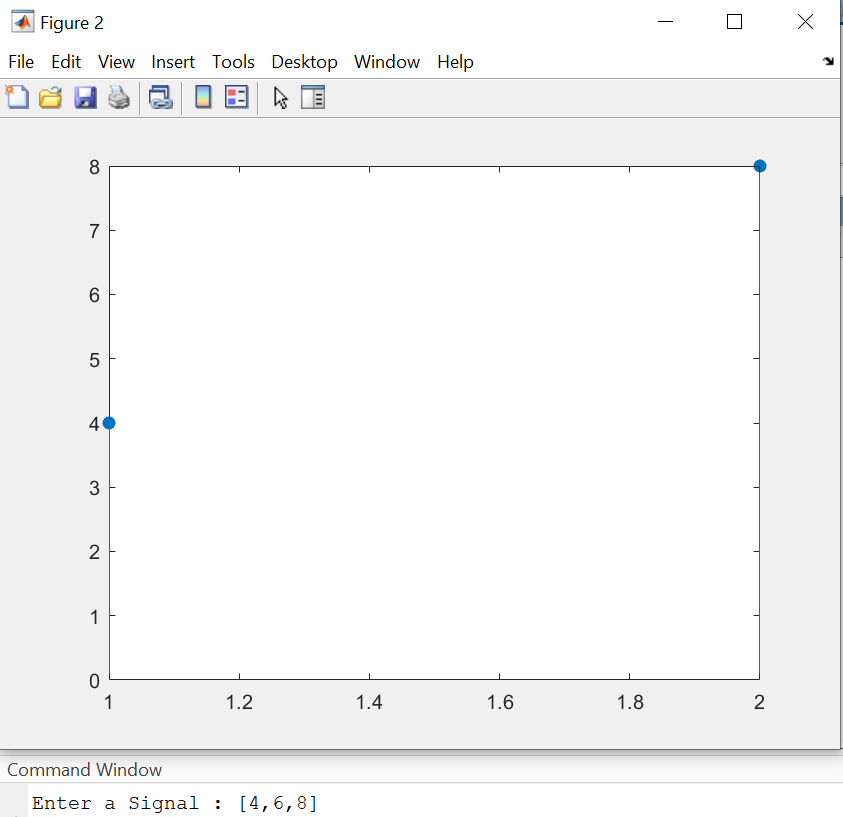 Figure 2
File Edit View Insert Tools Desktop Window Help
8
7
6
5
4
3
2
1
0
1 1.2 1.4 1.6 1.8 2
Command Window
Enter a Signal : [4,6,8]